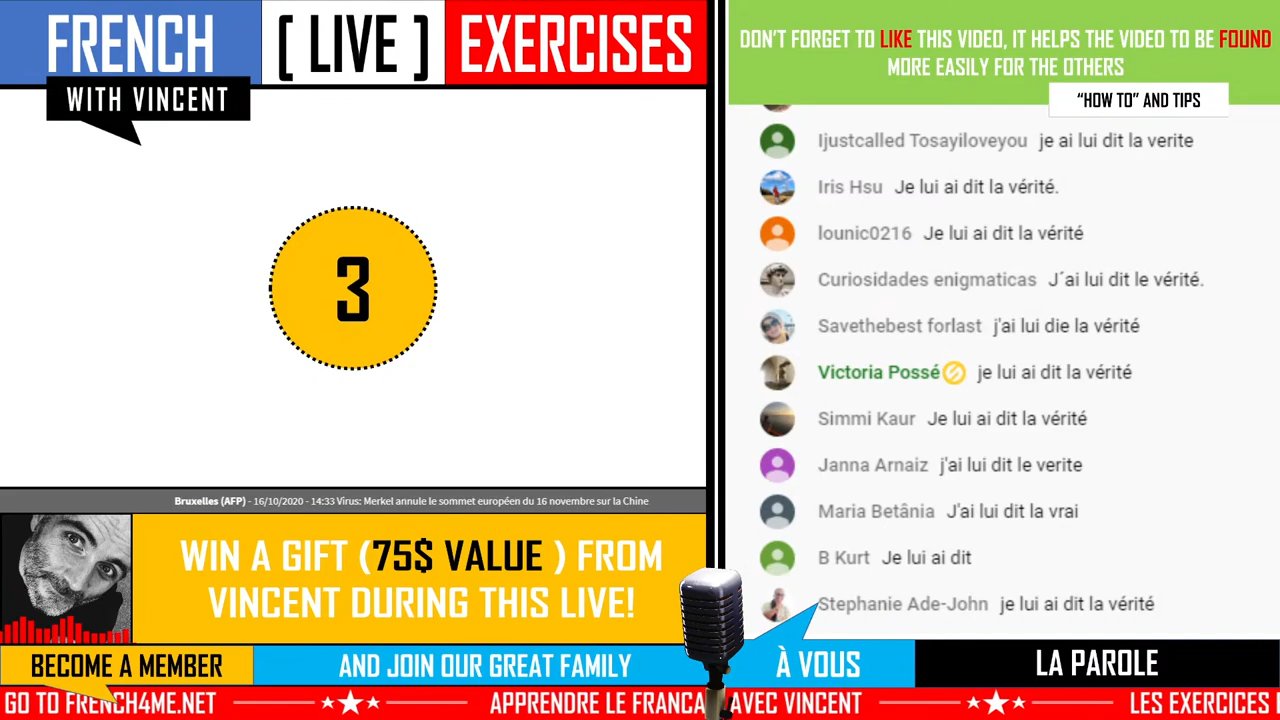 FRENCH [ LIVE ] EXERCISES
WITH VINCENT
3
Bruxelles (AFP) - 16/10/2020 - 14:33 Virus: Merkel annule le sommet européen du 16 novembre sur la Chine
WIN A GIFT (75$ VALUE ) FROM
VINCENT DURING THIS LIVE!
BECOME A MEMBER
AND JOIN OUR GREAT FAMILY
DON'T FORGET TO LIKE THIS VIDEO, IT HELPS THE VIDEO TO BE FOUND
MORE EASILY FOR THE OTHERS
“HOW TO” AND TIPS
Ijustcalled Tosayiloveyou je ai lui dit la verite
Iris Hsu Je lui ai dit la vérité.
lounic0216 Je lui ai dit la vérité
Curiosidades enigmaticas J´ai lui dit le vérité.
Savethebest forlast j'ai lui die la vérité
Victoria Possé je lui ai dit la vérité
Simmi Kaur Je lui ai dit la vérité
Janna Arnaiz j'ai lui dit le verite
Maria Betânia J'ai lui dit la vrai
B Kurt Je lui ai dit
Stephanie Ade-John je lui ai dit la vérité
À VOUS LA PAROLE
GO TO FRENCH4ME.NET APPRENDRE LE FRANCA AVEC VINCENT LES EXERCICES